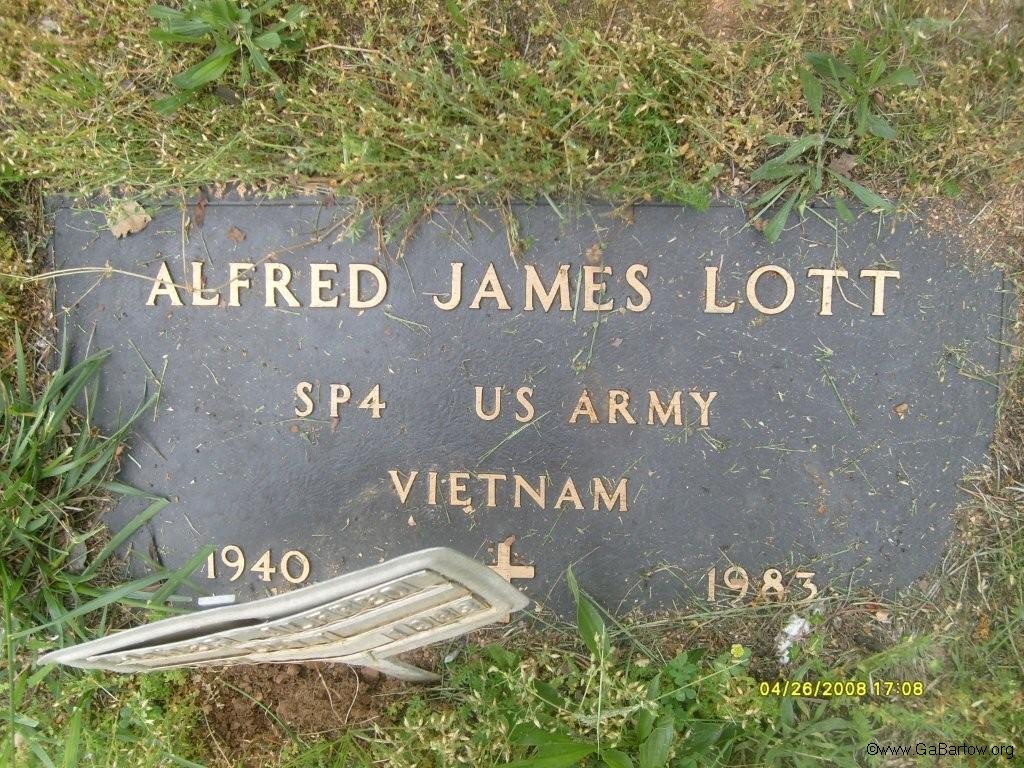 ALFRED JAMES LOTT
SP4 US ARMY
VIETNAM
1940 1983
04/26/2008 17:08
©www.GaBartow.org